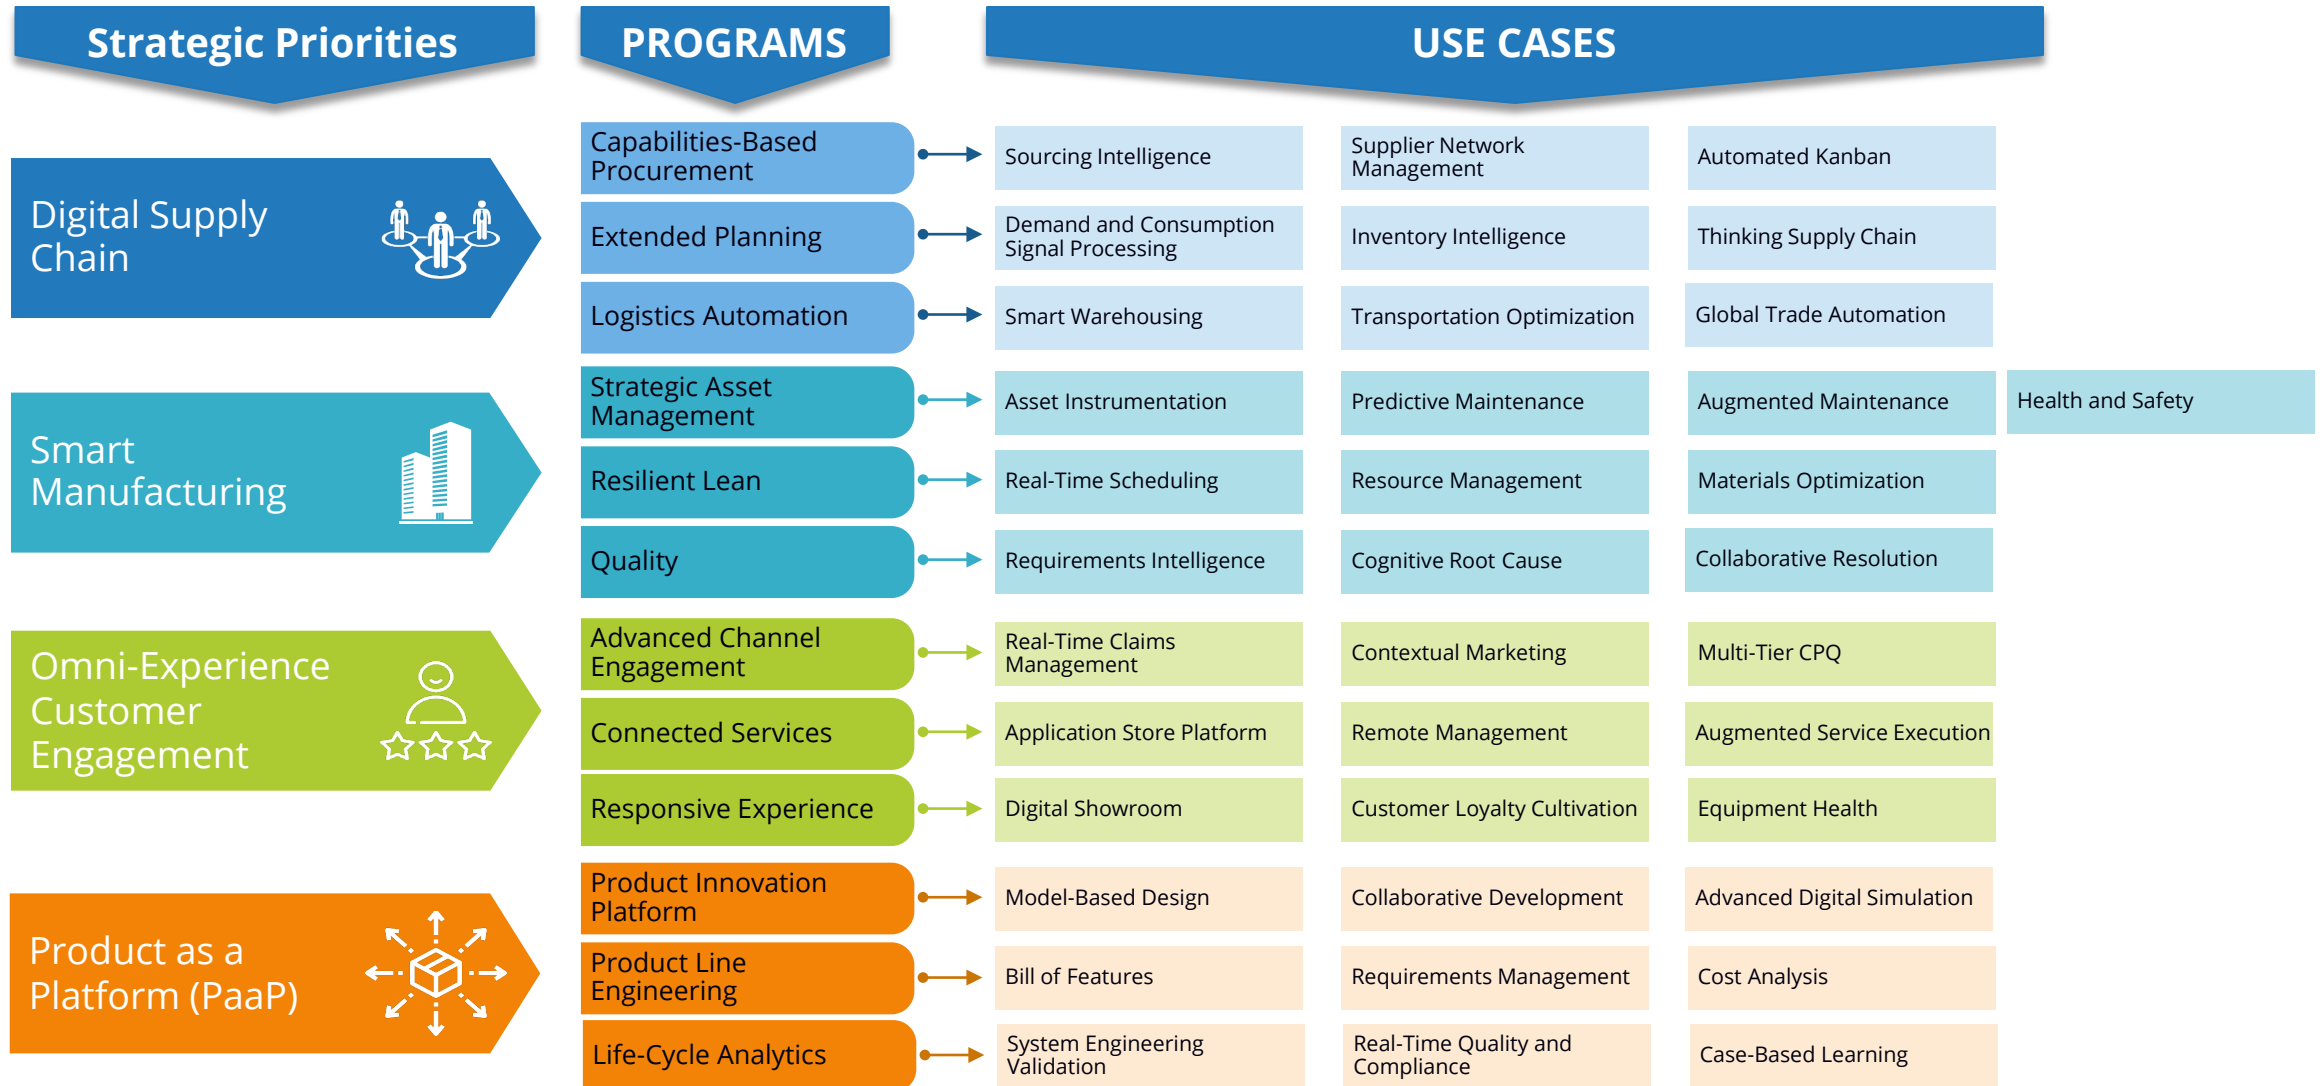 Strategic Priorities
PROGRAMS
USE CASES
Digital Supply
Chain
Capabilities-Based
Procurement
Sourcing Intelligence
Supplier Network
Management
Automated Kanban
Extended Planning
Demand and Consumption
Signal Processing
Inventory Intelligence
Thinking Supply Chain
Logistics Automation
Smart Warehousing
Transportation Optimization
Global Trade Automation
Smart
Manufacturing
Strategic Asset
Management
Asset Instrumentation
Predictive Maintenance
Augmented Maintenance
Health and Safety
Resilient Lean
Real-Time Scheduling
Resource Management
Materials Optimization
Quality
Requirements Intelligence
Cognitive Root Cause
Collaborative Resolution
Omni-Experience
Customer
Engagement
Advanced Channel
Engagement
Real-Time Claims
Management
Contextual Marketing
Multi-Tier CPQ
Connected Services
Application Store Platform
Remote Management
Augmented Service Execution
Responsive Experience
Digital Showroom
Customer Loyalty Cultivation
Equipment Health
Product as a
Platform (PaaP)
Product Innovation
Platform
Model-Based Design
Collaborative Development
Advanced Digital Simulation
Product Line
Engineering
Bill of Features
Requirements Management
Cost Analysis
Life-Cycle Analytics
System Engineering
Validation
Real-Time Quality and
Compliance
Case-Based Learning